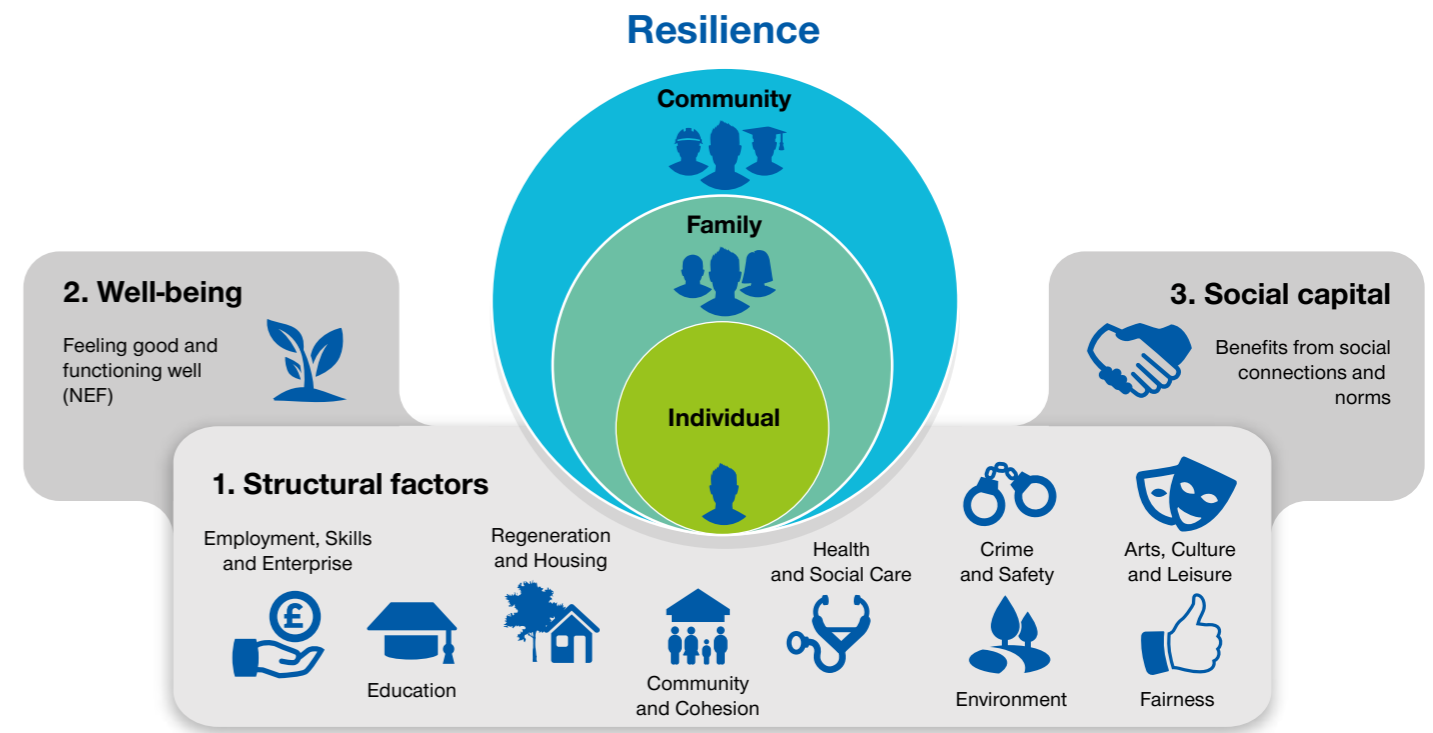 Resilience
Community
Family
Individual
2. Well-being
Feeling good and
functioning well
(NEF)
3. Social capital
Benefits from social
connections and
norms
1. Structural factors
Employment, Skills
and Enterprise
£
Education
Regeneration
and Housing
Community
and Cohesion
Health
and Social Care
Crime
and Safety
Environment
Arts, Culture
and Leisure
Fairness